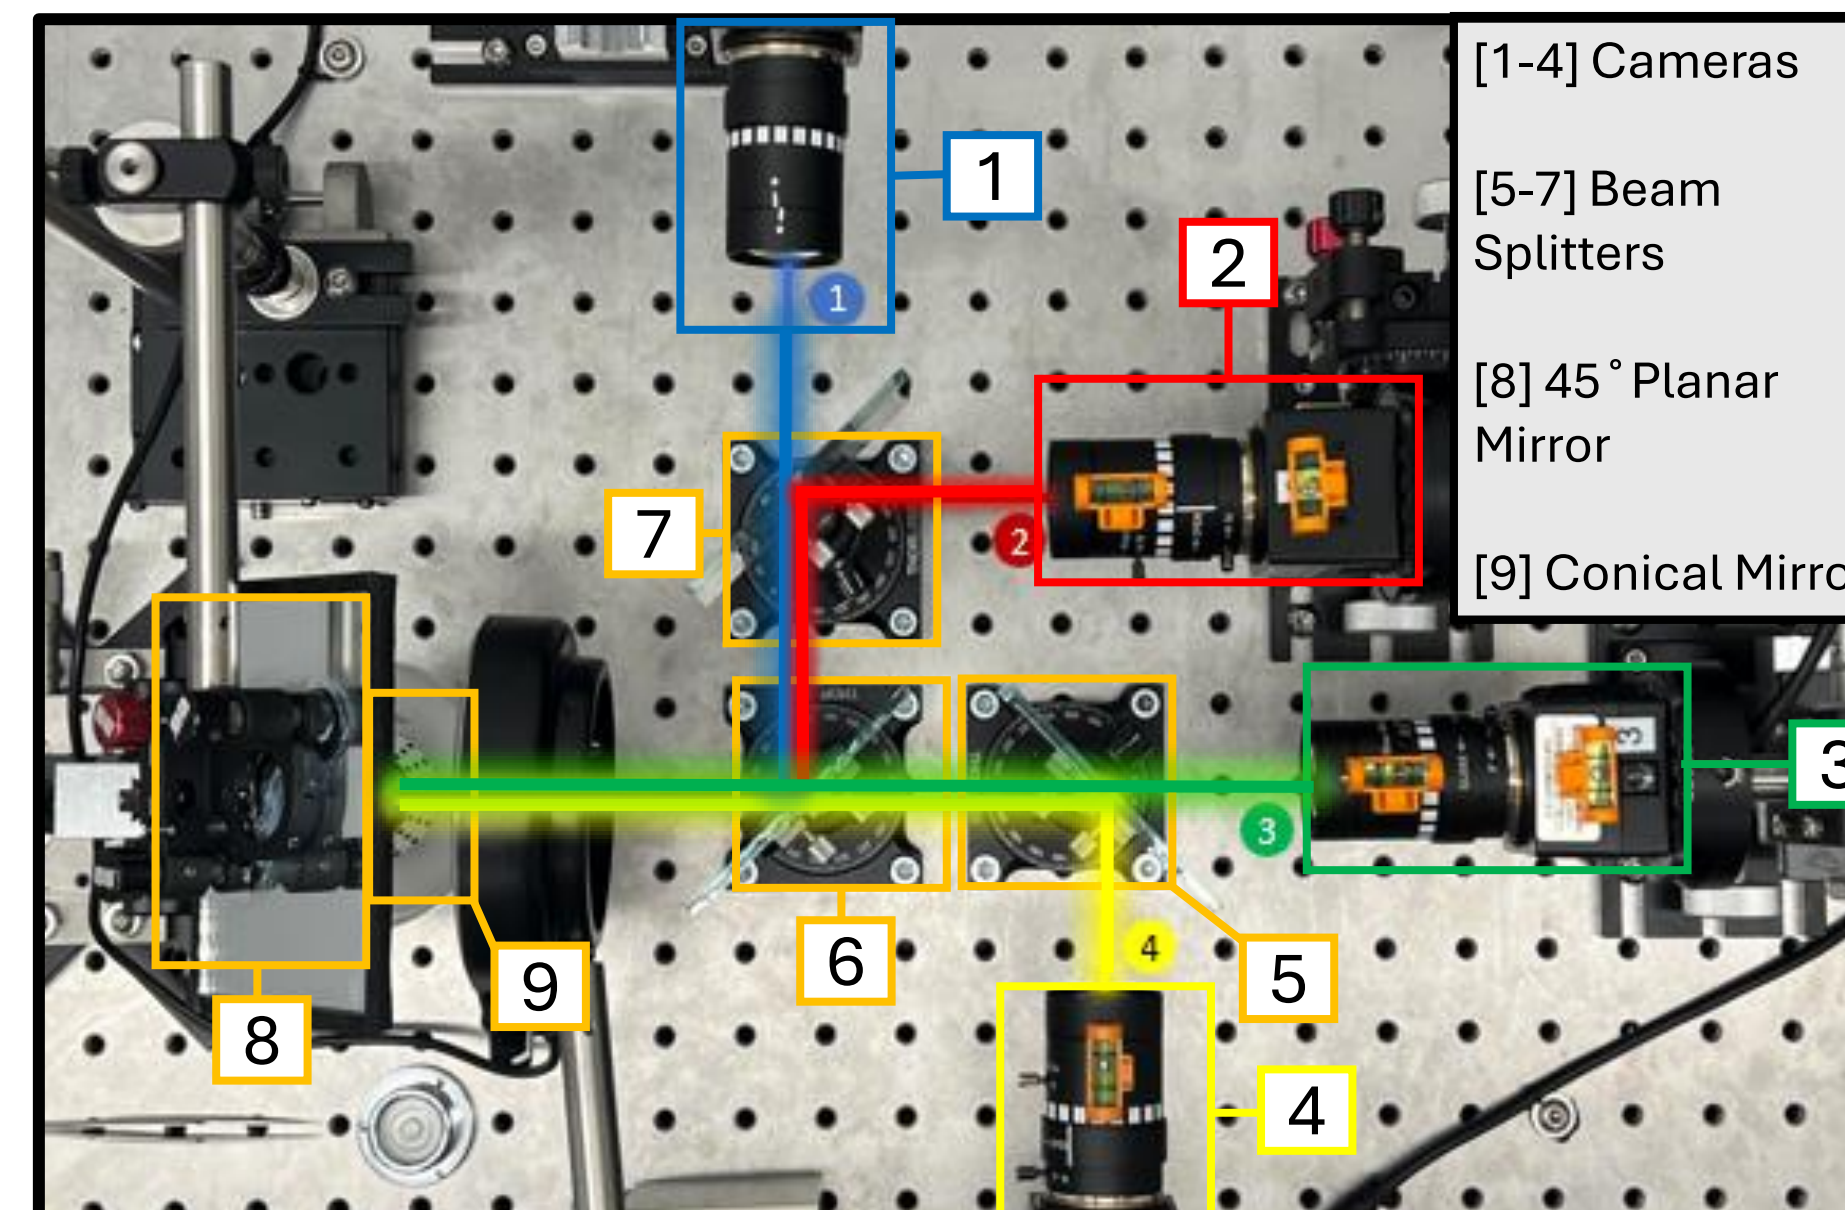 [1-4] Cameras
[5-7] Beam
Splitters
[8] 45˚Planar
Mirror
[9] Conical Mirro
1
1
2
2
7
3
3
3
4
6
9
5
8
4